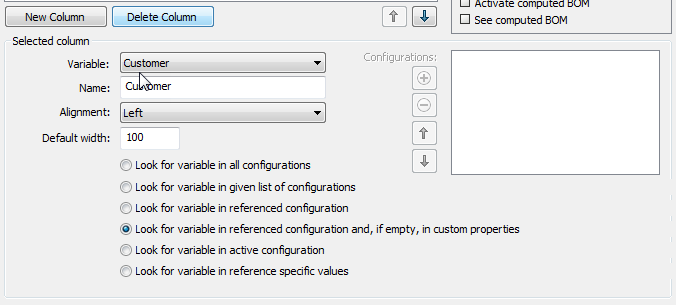 Activate computed BOM
New Column
Delete Column
See computed BOM
Selected column
Variable:
Customer
Configurations:
Name:
Customer
Alignment:
Left
Default width:
100
Look for variable in all configurations
Look for variable in given list of configurations
Look for variable in referenced configuration
Look for variable in referenced configuration and, if empty, in custom properties
Look for variable in active configuration
Look for variable in reference specific values